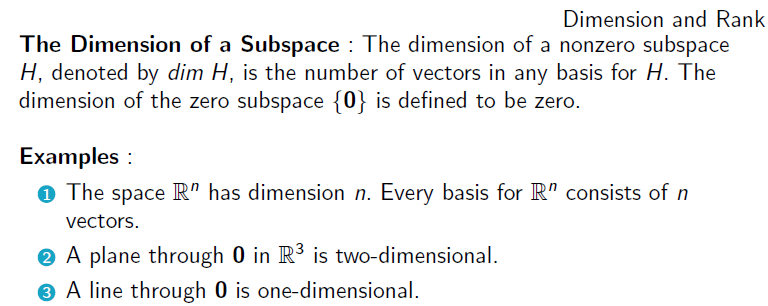 Dimension and Rank
The Dimension of a Subspace : The dimension of a nonzero subspace
H, denoted by dim H, is the number of vectors in any basis for H. The
dimension of the zero subspace {0} is defined to be zero.
Examples :
1 The space ℝⁿ has dimension n. Every basis for ℝⁿ consists of n
vectors.
2 A plane through 0 in ℝ³ is two-dimensional.
3 A line through 0 is one-dimensional.